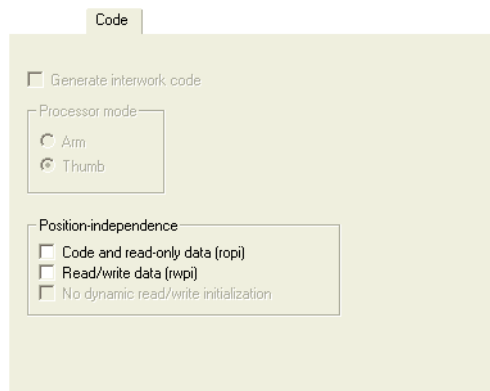 Code
Generate interwork code
Processor mode
Arm
Thumb
Position-independence
Code and read-only data (ropi)
Read/write data (rwpi)
No dynamic read/write initialization